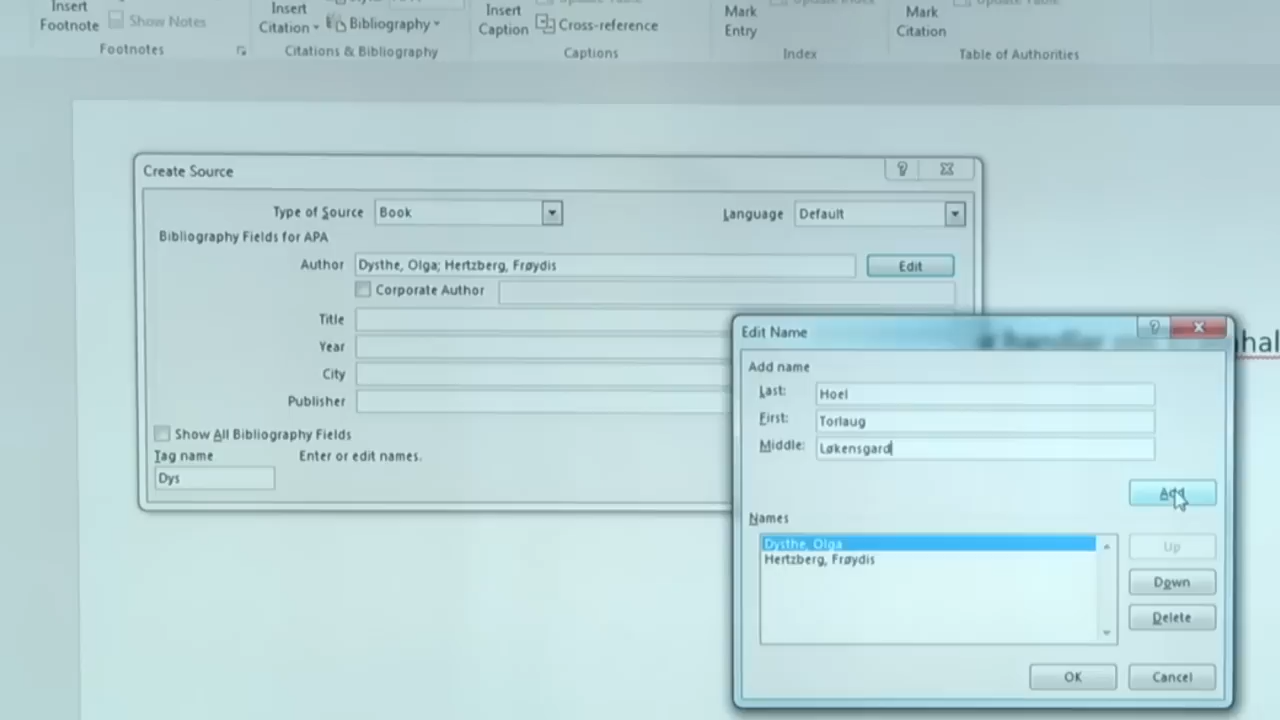 Insert
Footnote
Show Notes
Footnotes
Insert
Citation
Bibliography
Citations & Bibliography
Insert
Caption
Cross-reference
Captions
Mark
Entry
Index
Mark
Citation
Table of Authorities
Create Source
Type of Source Book
Language Default
Bibliography Fields for APA
Author Dysthe, Olga; Hertzberg, Frøydis Edit
Corporate Author
Title
Year
City
Publisher
Show All Bibliography Fields
Tag name Enter or edit names.
Dys
Edit Name
Add name
Last: Hoel
First: Torlaug
Middle: Løkensgard
Add
Names
Dysthe, Olga
Hertzberg, Frøydis
Up
Down
Delete
OK Cancel